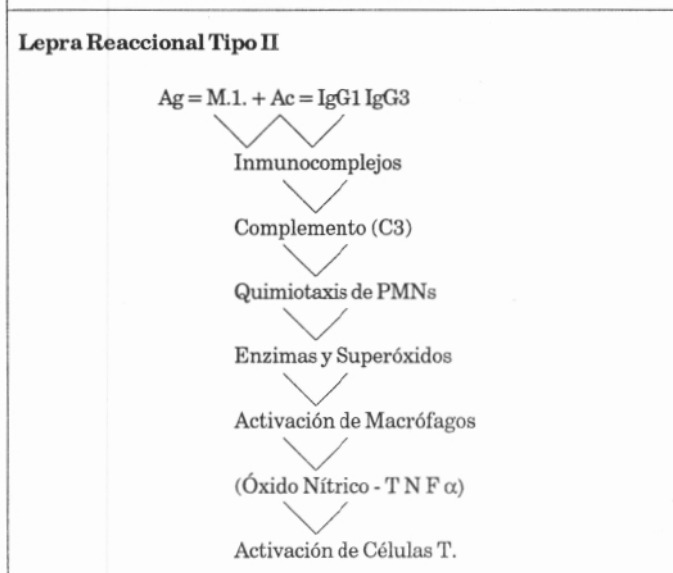 Lepra Reaccional Tipo II
Ag = M.1. + Ac = IgG1 IgG3
Inmunocomplejos
Complemento (C3)
Quimiotaxis de PMNs
Enzimas y Superóxidos
Activación de Macrófagos
(Óxido Nítrico - T N F α)
Activación de Células T.